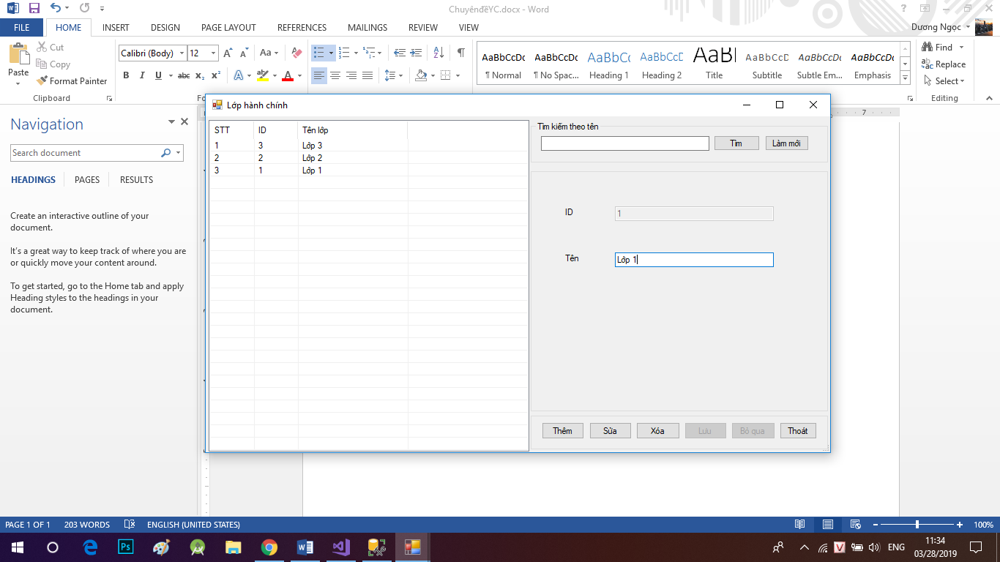 ChuyênđềYC.docx - Word
FILE HOME INSERT DESIGN PAGE LAYOUT REFERENCES MAILINGS REVIEW VIEW
Dương Ngọc
Paste
Cut
Copy
Format Painter
Clipboard
Calibri (Body) 12
B I U abc x₂ x²
AaBbCcDc ¶ Normal
AaBbCcDc ¶ No Spac...
AaBbCc Heading 1
AaBbCcD Heading 2
AaBl Title
AaBbCcD Subtitle
AaBbCcDc Subtle Em...
AaBbCcDc Emphasis
Find
Replace
Select
Editing
Navigation
Search document
HEADINGS PAGES RESULTS
Create an interactive outline of your
document.
It's a great way to keep track of where you are
or quickly move your content around.
To get started, go to the Home tab and apply
Heading styles to the headings in your
document.
7
Lớp hành chính
STT ID Tên lớp
1 3 Lớp 3
2 2 Lớp 2
3 1 Lớp 1
Tìm kiếm theo tên
Tìm Làm mới
ID 1
Tên Lớp 1
Thêm Sửa Xóa Lưu Bỏ qua Thoát
PAGE 1 OF 1 203 WORDS ENGLISH (UNITED STATES)
100%
ENG
11:34
03/28/2019